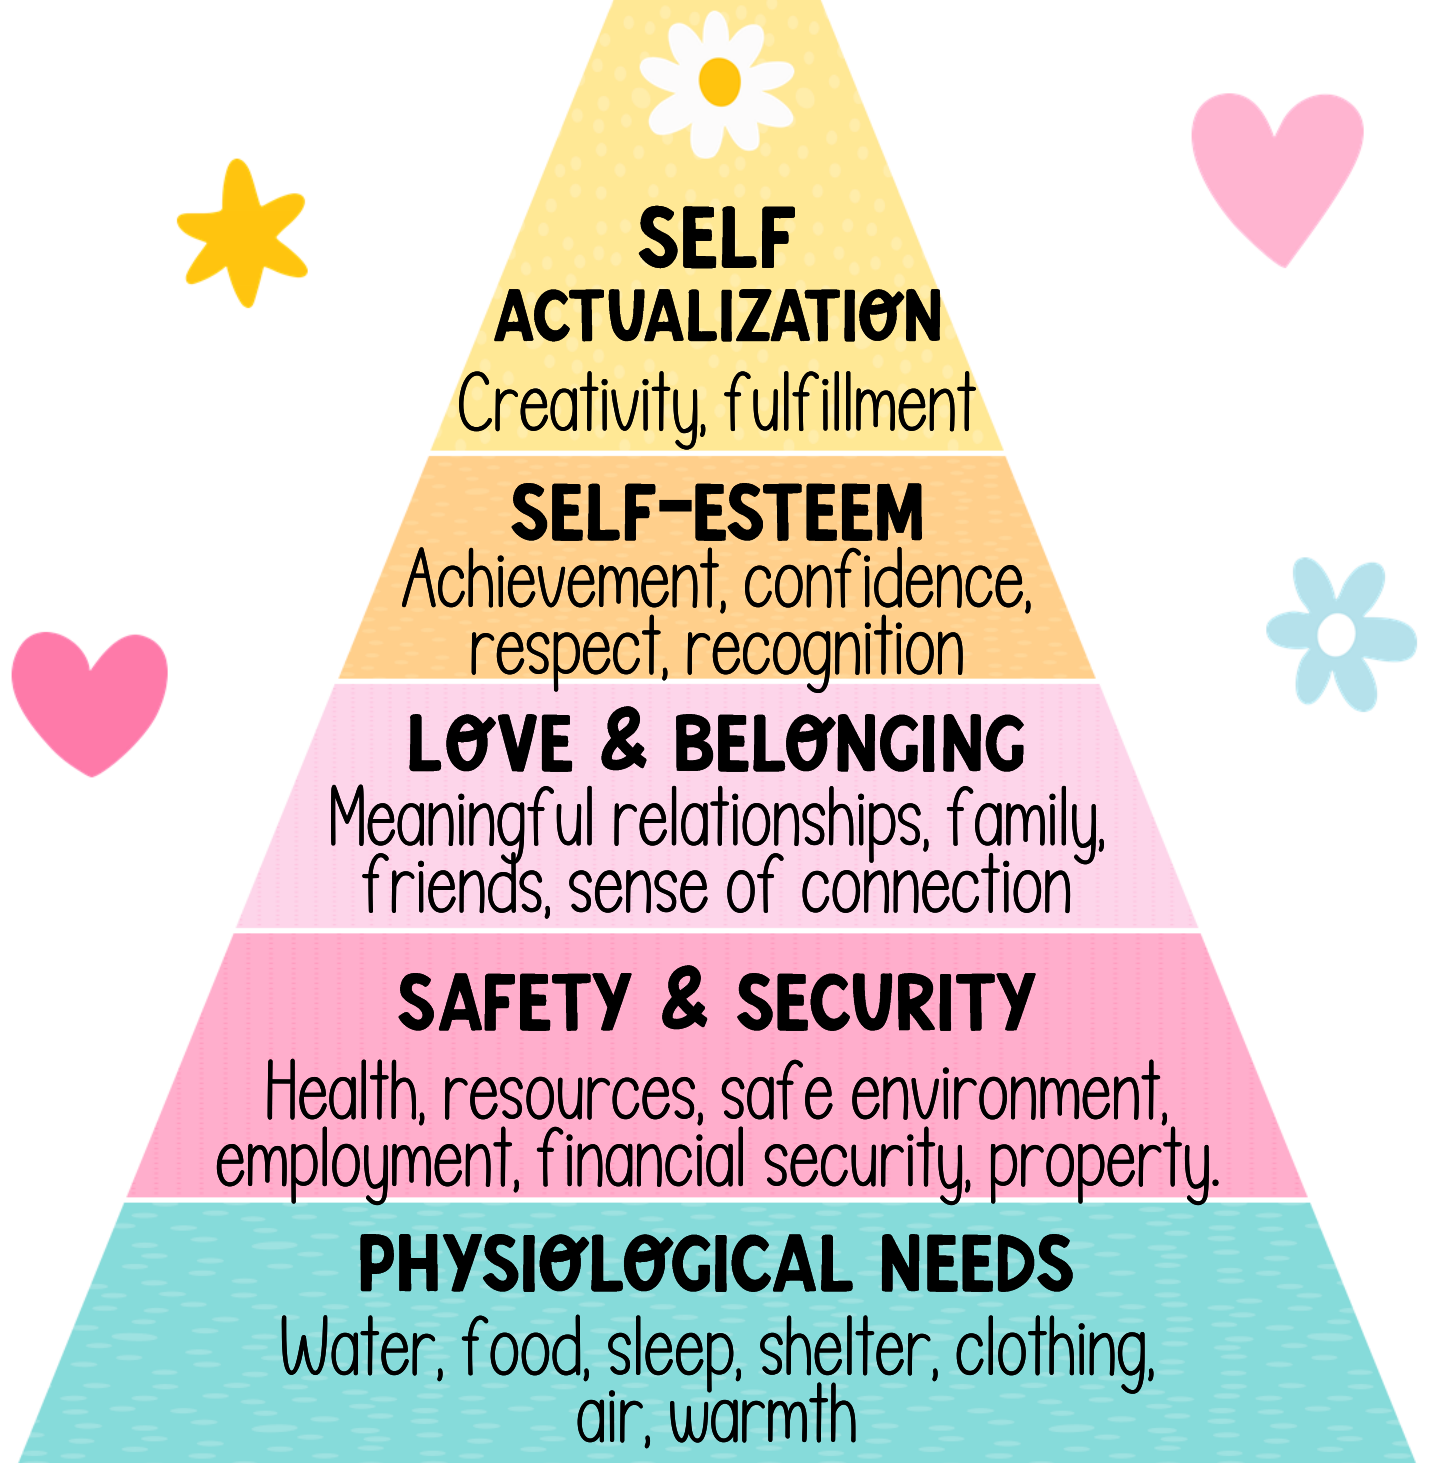 SELF
ACTUALIZATION
Creativity, fulfillment
SELF-ESTEEM
Achievement, confidence,
respect, recognition
LOVE & BELONGING
Meaningful relationships, family,
friends, sense of connection
SAFETY & SECURITY
Health, resources, safe environment,
employment, financial security, property.
PHYSIOLOGICAL NEEDS
Water, food, sleep, shelter, clothing,
air, warmth